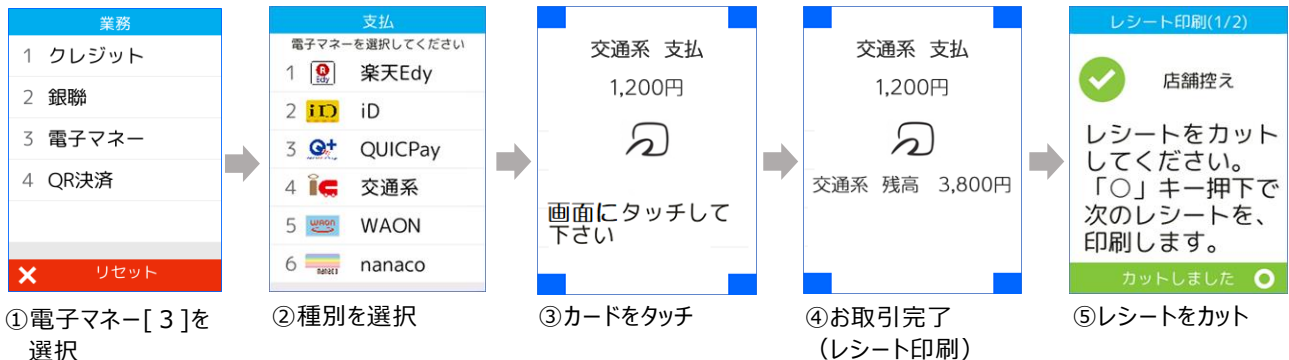 業務
1 クレジット
2 銀聯
3 電子マネー
4 QR決済
× リセット
①電子マネー[ 3 ]を
選択
支払
電子マネーを選択してください
1 Edy 楽天Edy
2 iD iD
3 QUICPay
4 交通系
5 WAON WAON
6 nanaco nanaco
②種別を選択
交通系 支払
1,200円
画面にタッチして
下さい
③カードをタッチ
交通系 支払
1,200円
交通系 残高 3,800円
④お取引完了
（レシート印刷）
レシート印刷(1/2)
店舗控え
レシートをカット
してください。
「○」キー押下で
次のレシートを、
印刷します。
カットしました
⑤レシートをカット